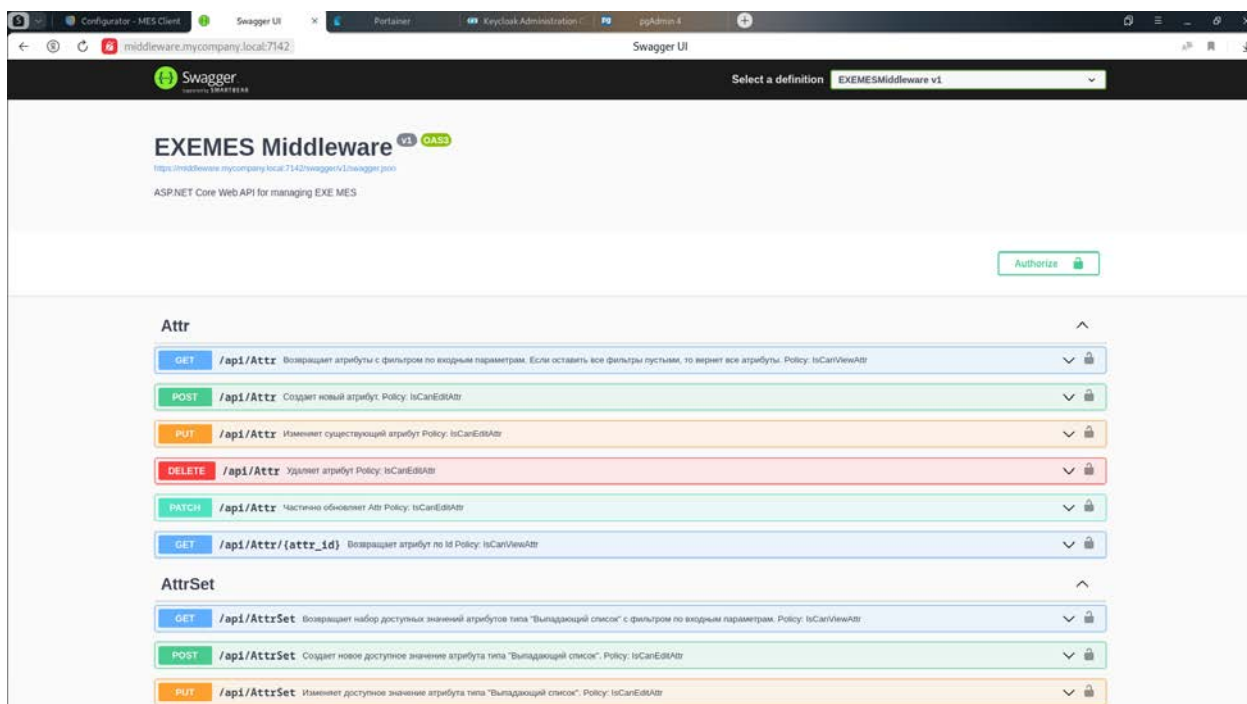 Configurator - MES Client
Swagger UI
Portainer
Keycloak Administration C
pgAdmin 4
middleware.mycompany.local:7142
Swagger UI
Swagger
Supported by SMARTBEAR
Select a definition
EXEMESMiddleware v1
EXEMES Middleware v1 OAS3
https://middleware.mycompany.local:7142/swagger/v1/swagger.json
ASP.NET Core Web API for managing EXE MES
Authorize
Attr
GET /api/Attr Возвращает атрибуты с фильтром по входным параметрам. Если оставить все фильтры пустыми, то вернет все атрибуты. Policy: IsCanViewAttr
POST /api/Attr Создает новый атрибут. Policy: IsCanEditAttr
PUT /api/Attr Изменяет существующий атрибут Policy: IsCanEditAttr
DELETE /api/Attr Удаляет атрибут Policy: IsCanEditAttr
PATCH /api/Attr Частично обновляет Attr Policy: IsCanEditAttr
GET /api/Attr/{attr_id} Возвращает атрибут по Id Policy: IsCanViewAttr
AttrSet
GET /api/AttrSet Возвращает набор доступных значений атрибутов типа "Выпадающий список" с фильтром по входным параметрам. Policy: IsCanViewAttr
POST /api/AttrSet Создает новое доступное значение атрибута типа "Выпадающий список". Policy: IsCanEditAttr
PUT /api/AttrSet Изменяет доступное значение атрибута типа "Выпадающий список". Policy: IsCanEditAttr